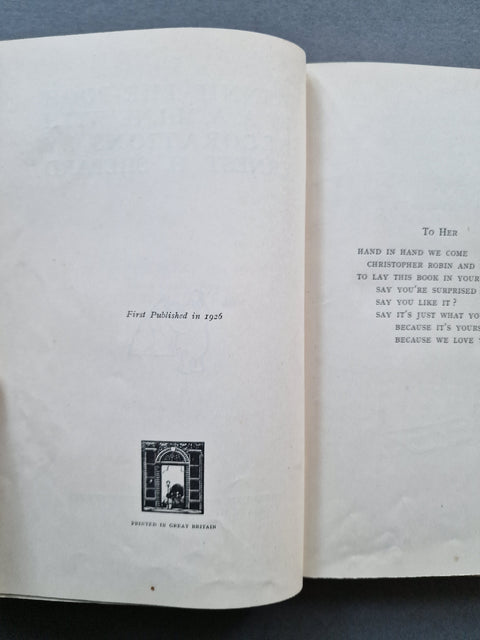 First Published in 1926
PRINTED IN GREAT BRITAIN
TO HER
HAND IN HAND WE COME
CHRISTOPHER ROBIN AND
TO LAY THIS BOOK IN YOUR
SAY YOU'RE SURPRISED
SAY YOU LIKE IT?
SAY IT'S JUST WHAT YO
BECAUSE IT'S YOURS
BECAUSE WE LOVE